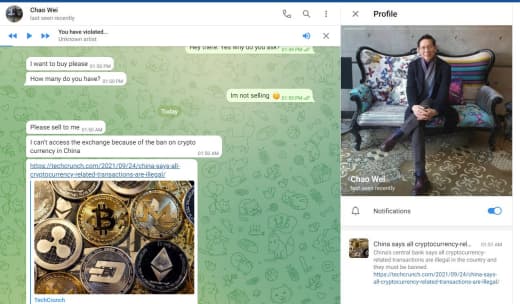 Chao Wei
last seen recently
You have violated...
Unknown artist
Hey there. Yes why do you ask?
01:49 PM
I want to buy please
01:50 PM
How many do you have?
01:50 PM
Im not selling
01:50 PM
Today
Please sell to me
01:50 AM
I can't access the exchange because of the ban on crypto
currency in China
01:50 AM
https://techcrunch.com/2021/09/24/china-says-all-
cryptocurrency-related-transactions-are-illegal/
TechCrunch
Profile
Chao Wei
last seen recently
Notifications
China says all cryptocurrency-rel...
01:51 AM
China's central bank says all cryptocurrency-
related transactions are illegal in the country and
they must be banned.
https://techcrunch.com/2021/09/24/china-says-
all-cryptocurrency-related-transactions-are-illegal/